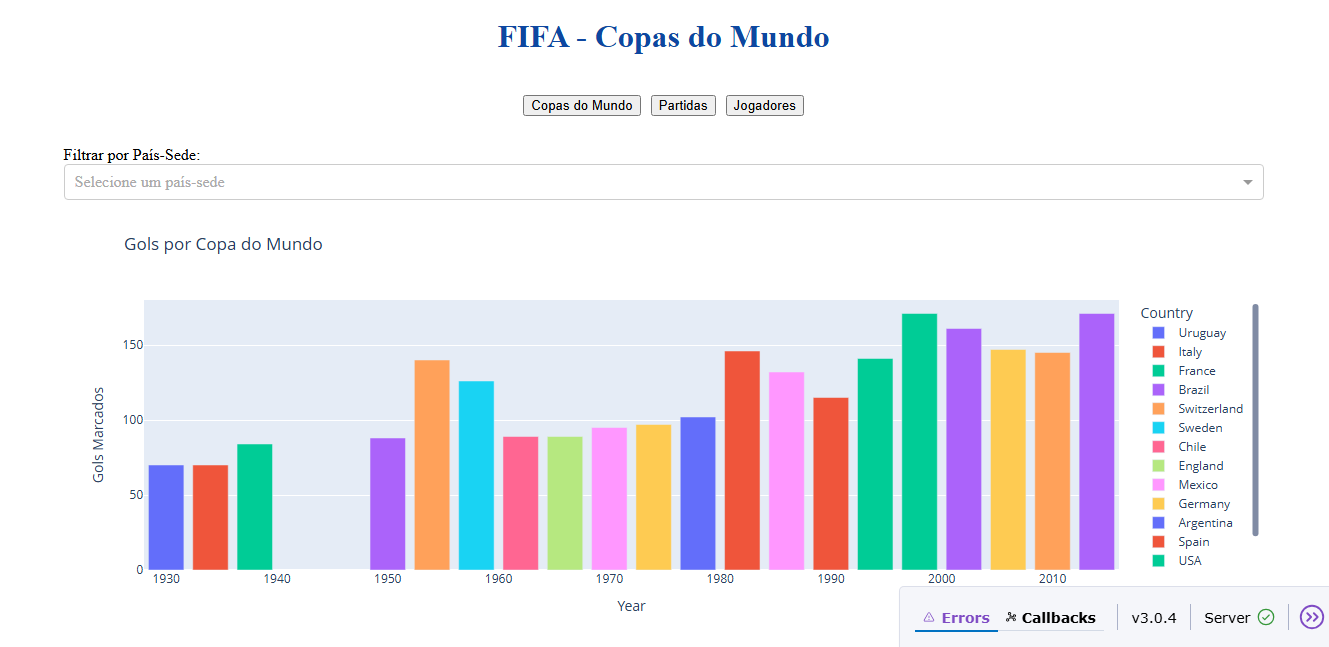 FIFA - Copas do Mundo
Copas do Mundo Partidas Jogadores
Filtrar por País-Sede:
Selecione um país-sede
Gols por Copa do Mundo
Gols Marcados
150
100
50
0
1930 1940 1950 1960 1970 1980 1990 2000 2010
Year
Country
Uruguay
Italy
France
Brazil
Switzerland
Sweden
Chile
England
Mexico
Germany
Argentina
Spain
USA
Errors Callbacks v3.0.4 Server